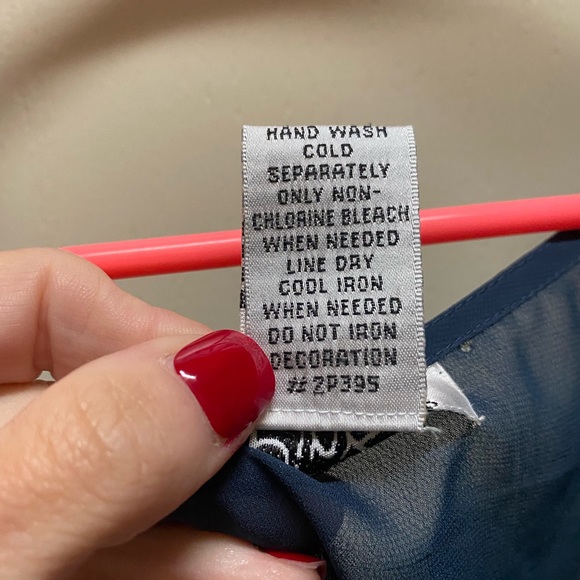 HAND WASH
COLD
SEPARATELY
ONLY NON-
CHLORINE BLEACH
WHEN NEEDED
LINE DRY
COOL IRON
WHEN NEEDED
DO NOT IRON
DECORATION
# 2P395